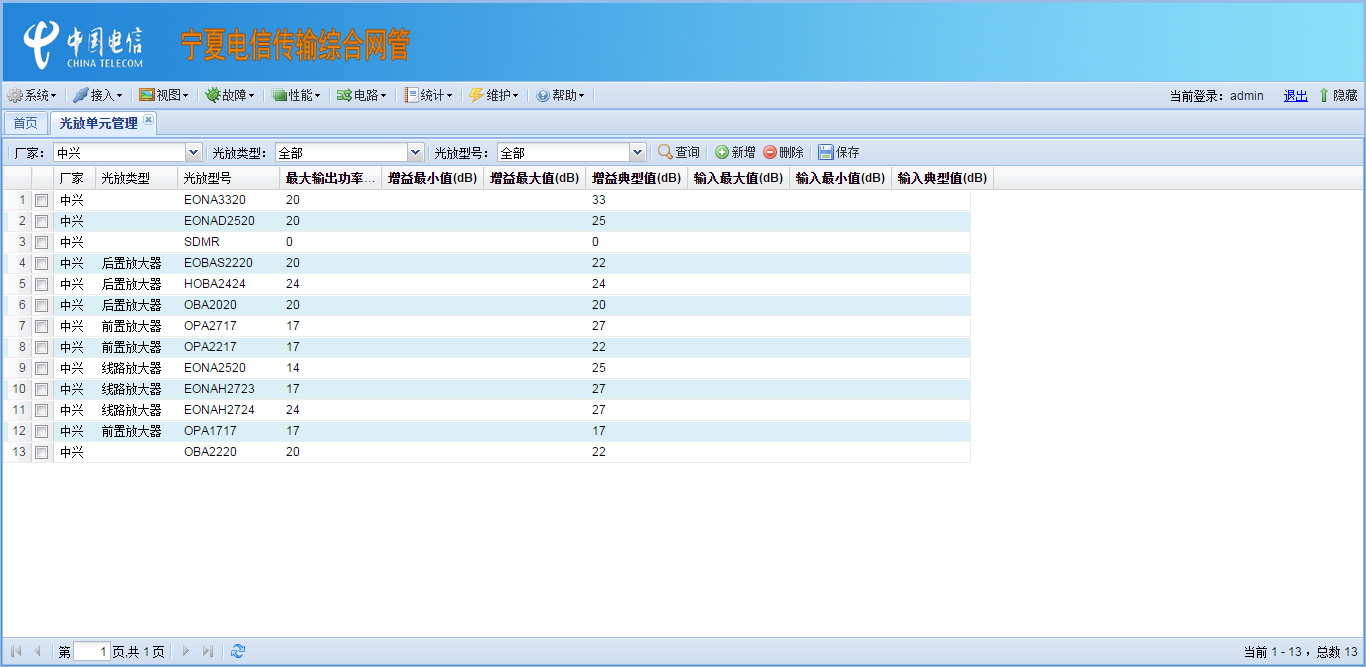 中国电信
CHINA TELECOM
宁夏电信传输综合网管
系统 接入 视图 故障 性能 电路 统计 维护 帮助 当前登录：admin 退出 隐藏
首页 光放单元管理
厂家： 中兴 光放类型： 全部 光放型号： 全部 查询 新增 删除 保存
厂家 光放类型 光放型号 最大输出功率... 增益最小值(dB) 增益最大值(dB) 增益典型值(dB) 输入最大值(dB) 输入最小值(dB) 输入典型值(dB)
1 中兴 EONA3320 20 33
2 中兴 EONAD2520 20 25
3 中兴 SDMR 0 0
4 中兴 后置放大器 EOBAS2220 20 22
5 中兴 后置放大器 HOBA2424 24 24
6 中兴 后置放大器 OBA2020 20 20
7 中兴 前置放大器 OPA2717 17 27
8 中兴 前置放大器 OPA2217 17 22
9 中兴 线路放大器 EONA2520 14 25
10 中兴 线路放大器 EONAH2723 17 27
11 中兴 线路放大器 EONAH2724 24 27
12 中兴 前置放大器 OPA1717 17 17
13 中兴 OBA2220 20 22
第 1 页,共 1 页 当前 1 - 13 ，总数 13